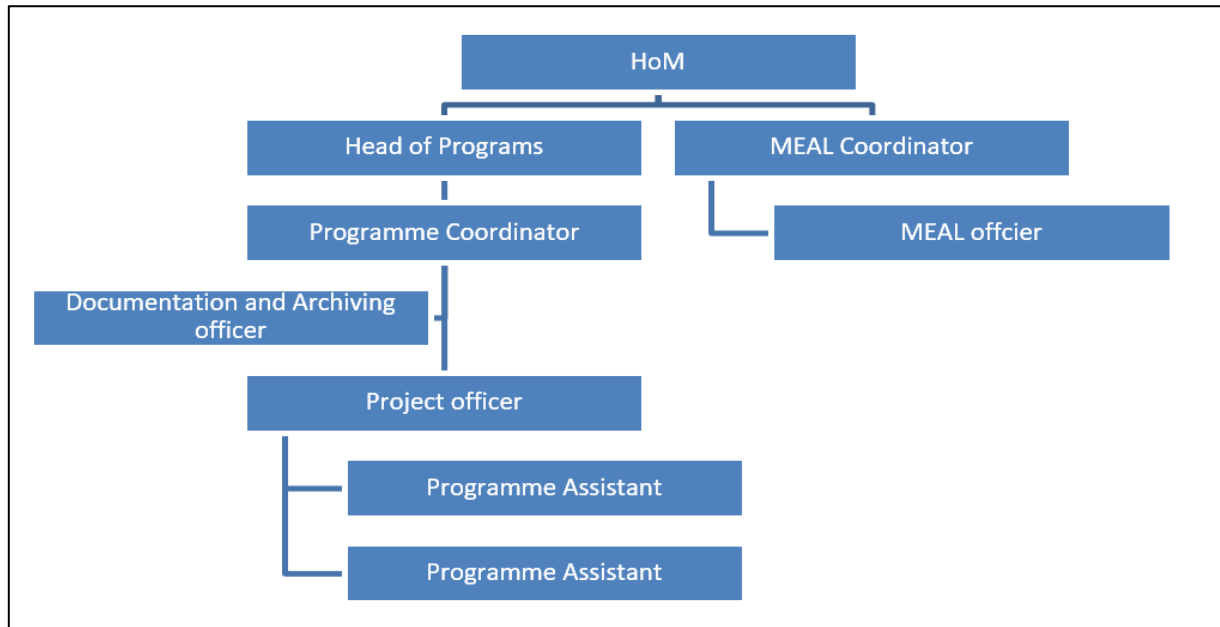 HoM
Head of Programs
MEAL Coordinator
Programme Coordinator
MEAL offcier
Documentation and Archiving
officer
Project officer
Programme Assistant
Programme Assistant